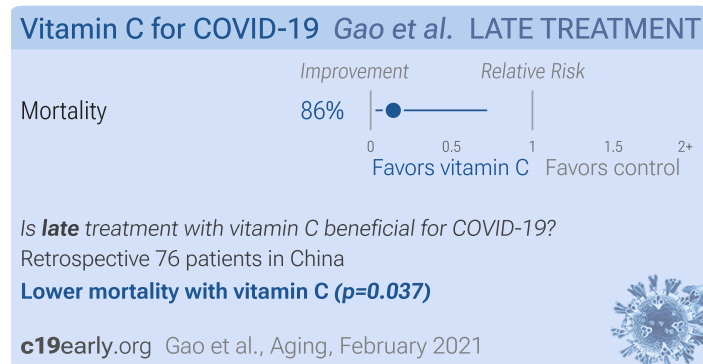 Vitamin C for COVID-19 Gao et al. LATE TREATMENT
Improvement Relative Risk
Mortality 86%
0 0.5 1 1.5 2+
Favors vitamin C Favors control
Is late treatment with vitamin C beneficial for COVID-19?
Retrospective 76 patients in China
Lower mortality with vitamin C (p=0.037)
c19early.org Gao et al., Aging, February 2021